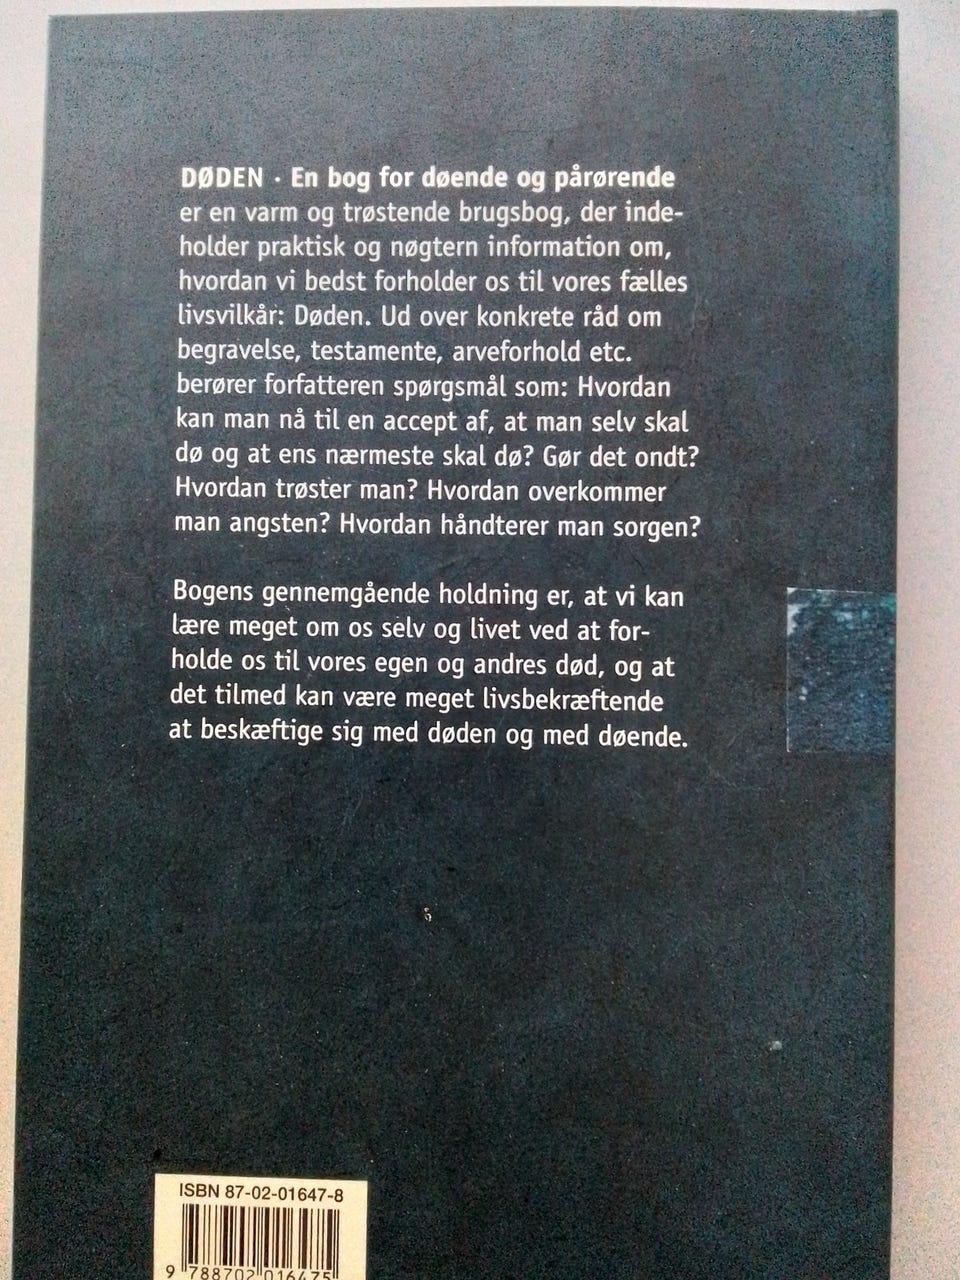 DØDEN · En bog for døende og pårørende
er en varm og trøstende brugsbog, der inde-
holder praktisk og nøgtern information om,
hvordan vi bedst forholder os til vores fælles
livsvilkår: Døden. Ud over konkrete råd om
begravelse, testamente, arveforhold etc.
berører forfatteren spørgsmål som: Hvordan
kan man nå til en accept af, at man selv skal
dø og at ens nærmeste skal dø? Gør det ondt?
Hvordan trøster man? Hvordan overkommer
man angsten? Hvordan håndterer man sorgen?
Bogens gennemgående holdning er, at vi kan
lære meget om os selv og livet ved at for-
holde os til vores egen og andres død, og at
det tilmed kan være meget livsbekræftende
at beskæftige sig med døden og med døende.
ISBN 87-02-01647-8
9 788702 016475